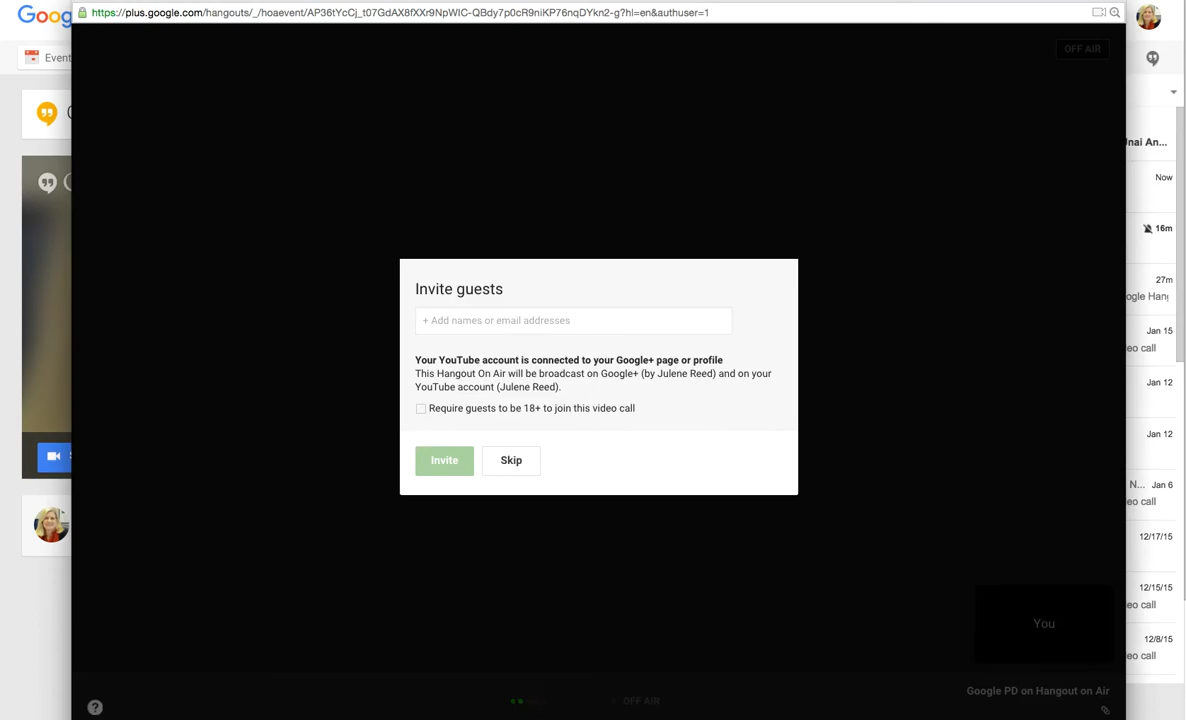 https://plus.google.com/hangouts/_/hoaevent/AP36tYcCj_t07GdAX8fXXr9NpWIC-QBdy7p0cR9niKP76nqDYkn2-g?hl=en&authuser=1
OFF AIR
Event
Invite guests
+ Add names or email addresses
Your YouTube account is connected to your Google+ page or profile
This Hangout On Air will be broadcast on Google+ (by Julene Reed) and on your
YouTube account (Julene Reed).
Require guests to be 18+ to join this video call
Invite
Skip
You
Google PD on Hangout on Air
OFF AIR
Unai An...
Now
16m
27m
ogle Hang
Jan 15
eo call
Jan 12
Jan 12
N... Jan 6
eo call
12/17/15
12/15/15
eo call
12/8/15
eo call